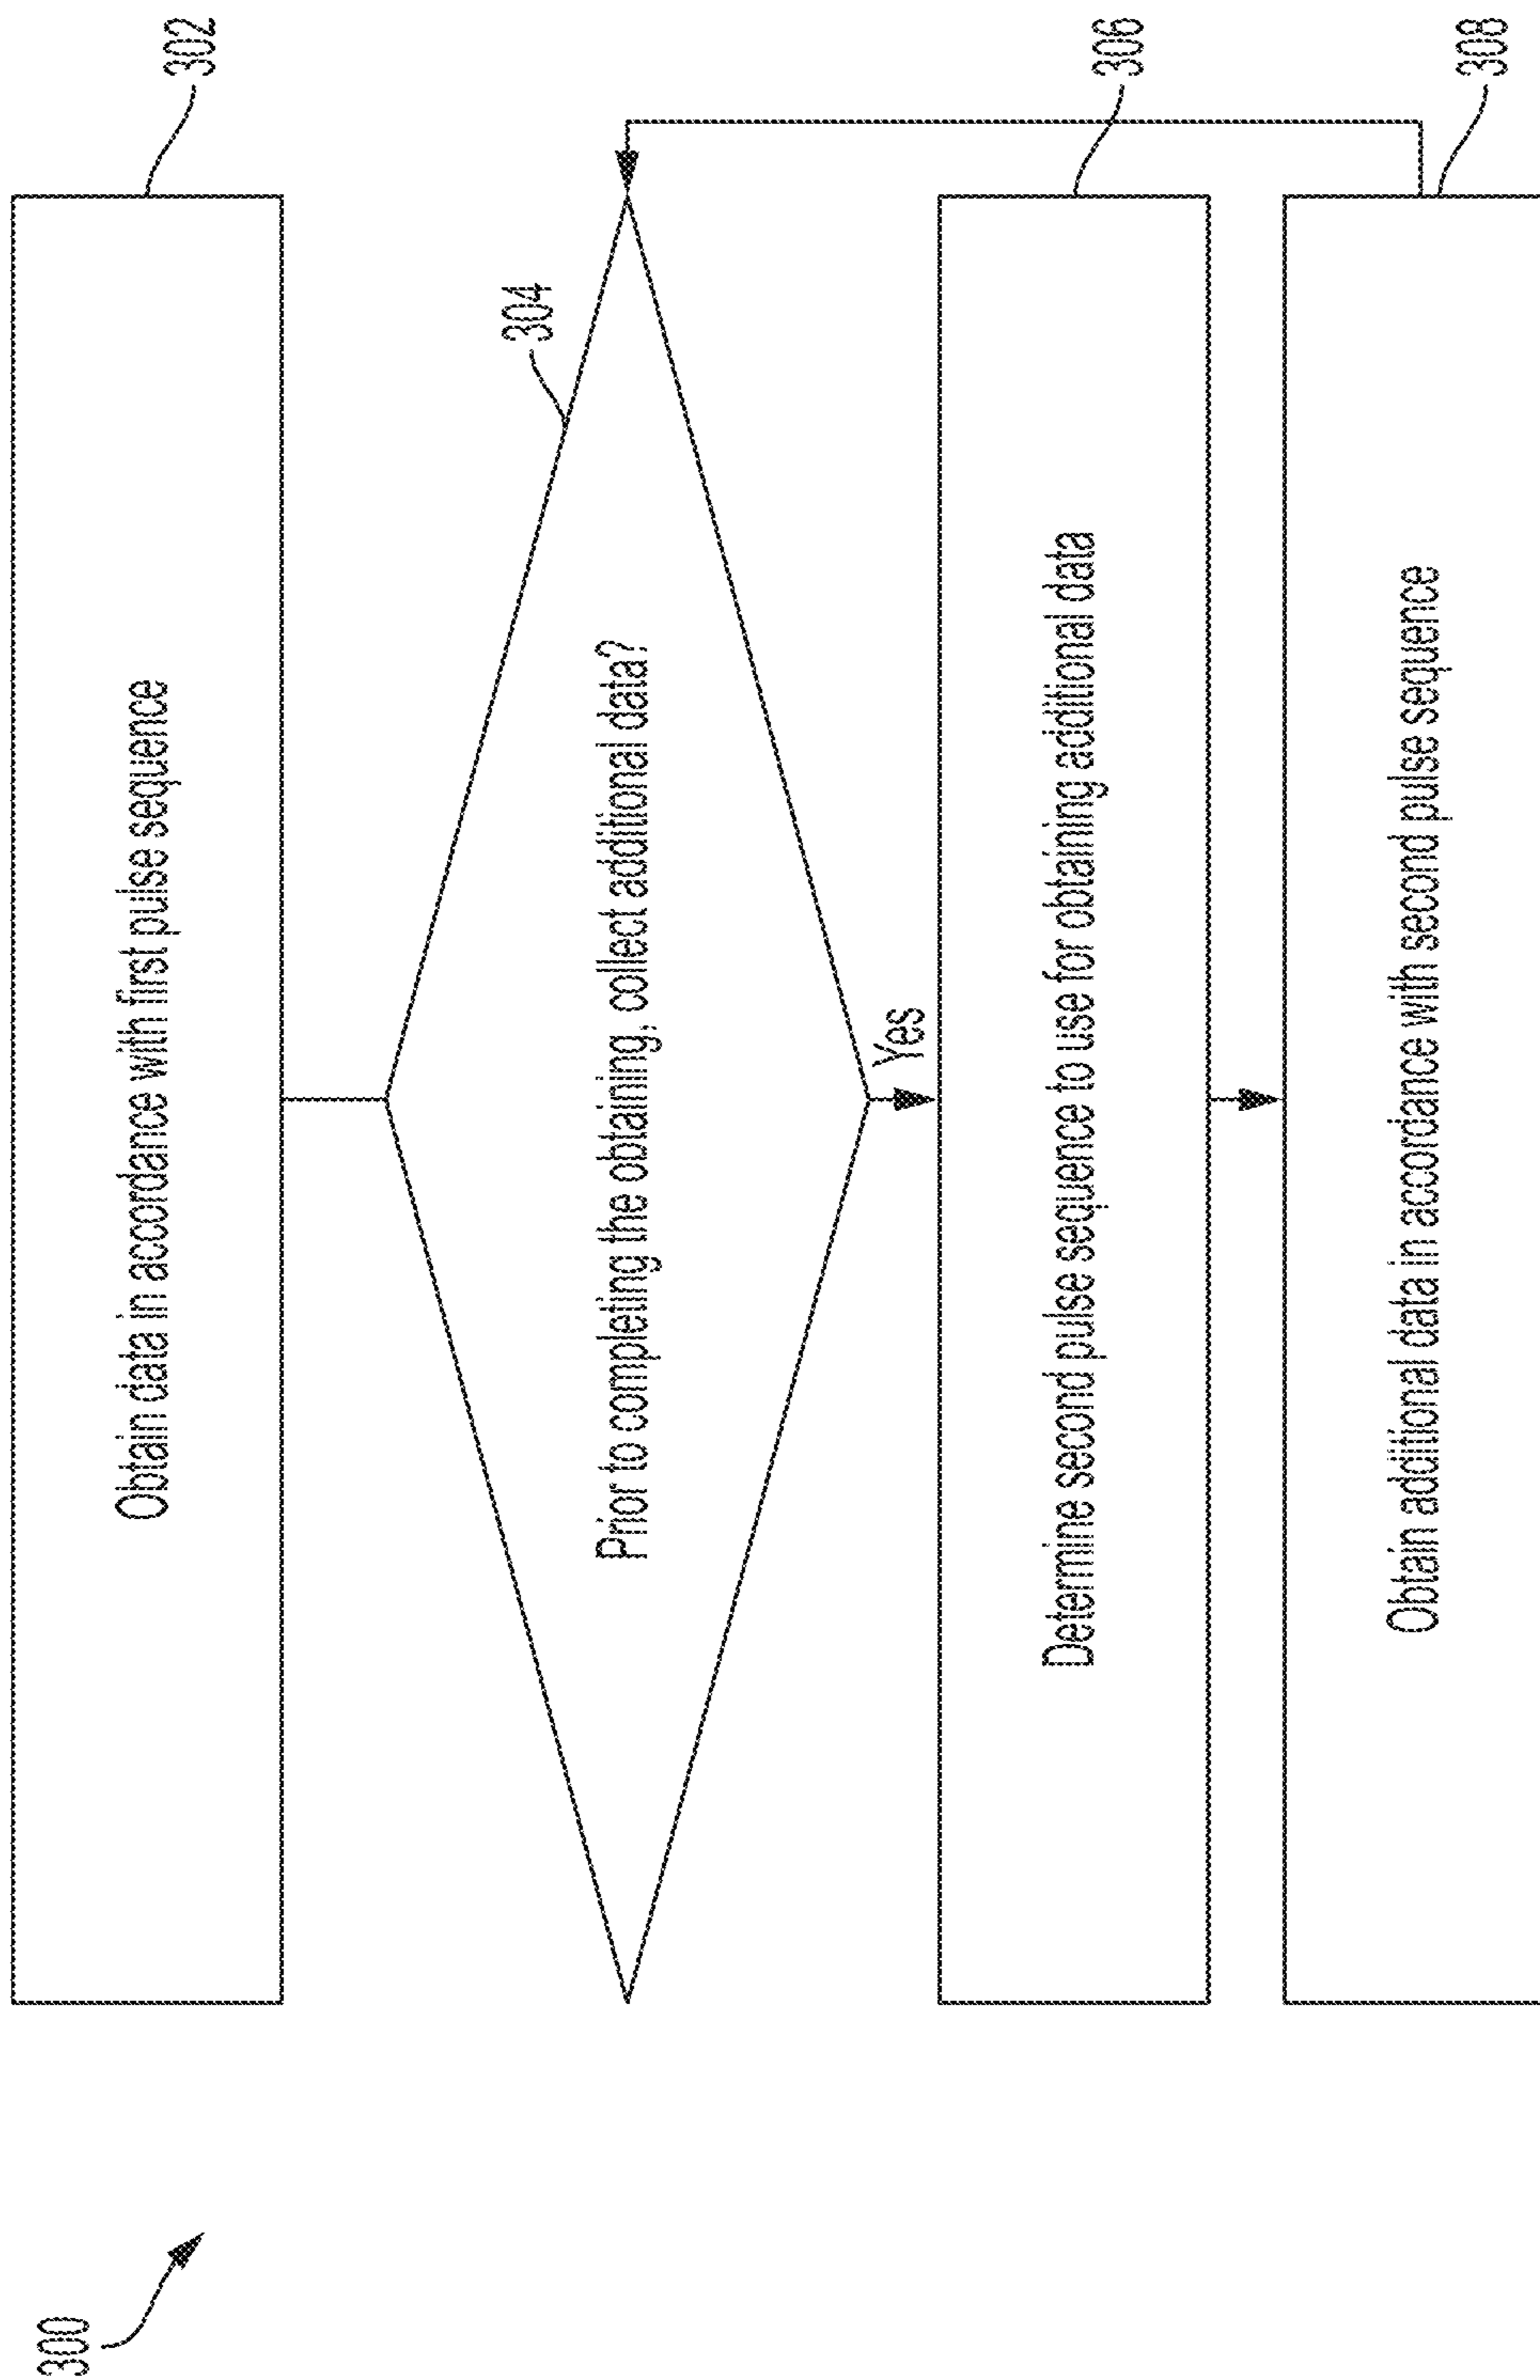 300
302
Obtain data in accordance with first pulse sequence
304
Prior to completing the obtaining, collect additional data?
Yes
306
Determine second pulse sequence to use for obtaining additional data
308
Obtain additional data in accordance with second pulse sequence